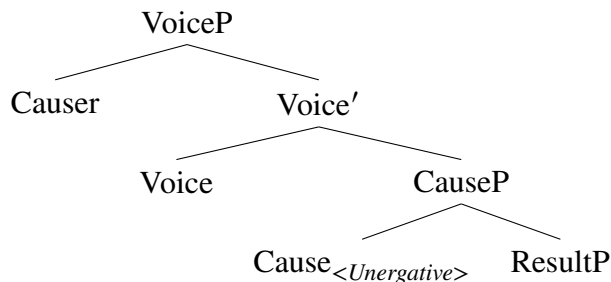 VoiceP
Causer Voice′
Voice CauseP
Cause<Unergative> ResultP